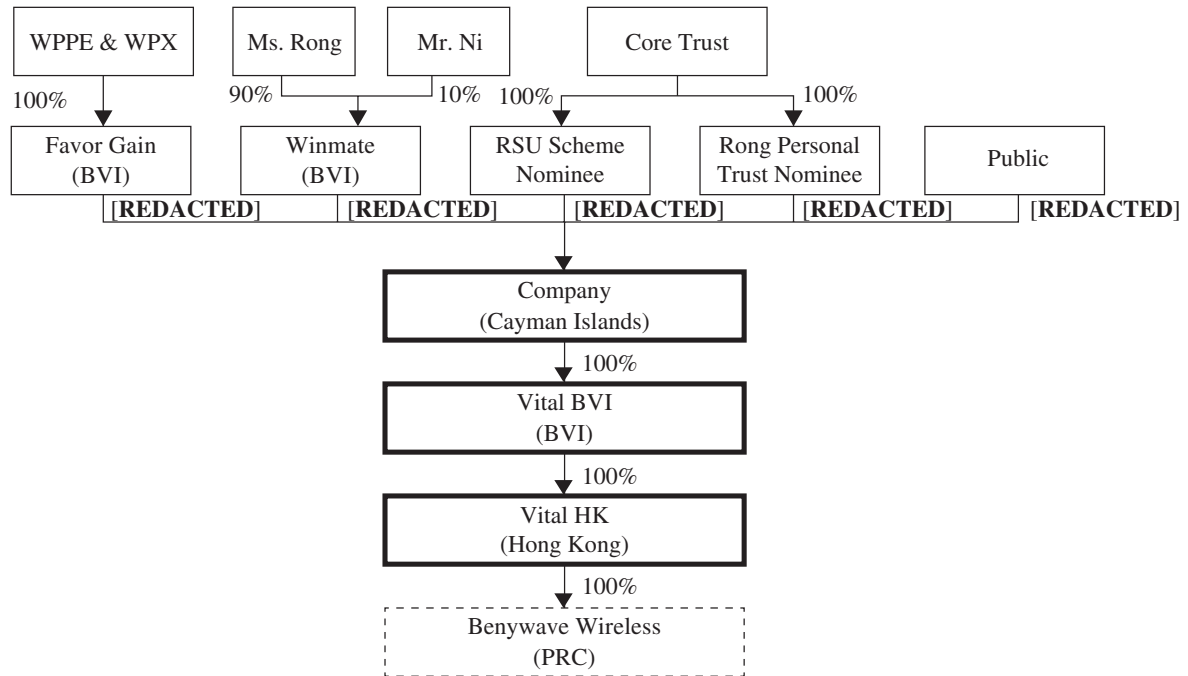 WPPE & WPX
Ms. Rong
Mr. Ni
Core Trust
100%
90%
10%
100%
100%
Favor Gain
(BVI)
Winmate
(BVI)
RSU Scheme
Nominee
Rong Personal
Trust Nominee
Public
[REDACTED]
[REDACTED]
[REDACTED]
[REDACTED]
[REDACTED]
Company
(Cayman Islands)
100%
Vital BVI
(BVI)
100%
Vital HK
(Hong Kong)
100%
Benywave Wireless
(PRC)